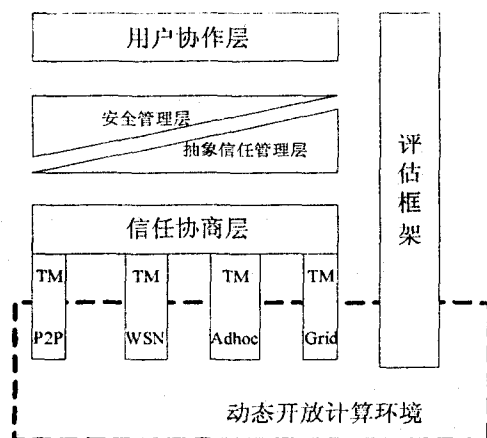 用户协作层
安全管理层
抽象信任管理层
信任协商层
TM TM TM TM
P2P WSN Adhoc Grid
评估框架
动态开放计算环境